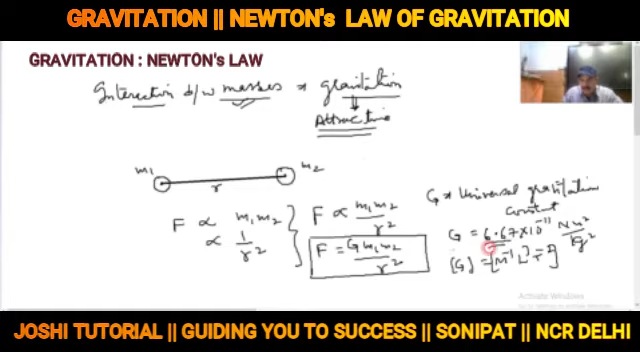 GRAVITATION || NEWTON's LAW OF GRAVITATION
GRAVITATION : NEWTON's LAW
Interaction b/w masses × gravitation
⇓
Attractive
m₁ m₂
r
F ∝ m₁m₂
∝ 1/r²
F ∝ m₁m₂/r²
F = Gm₁m₂/r²
G × Universal gravitation
constant
G = 6.67×10⁻¹¹ Nm²/kg²
[G] = [M⁻¹L³T⁻²]
Activate Windows
JOSHI TUTORIAL || GUIDING YOU TO SUCCESS || SONIPAT || NCR DELHI